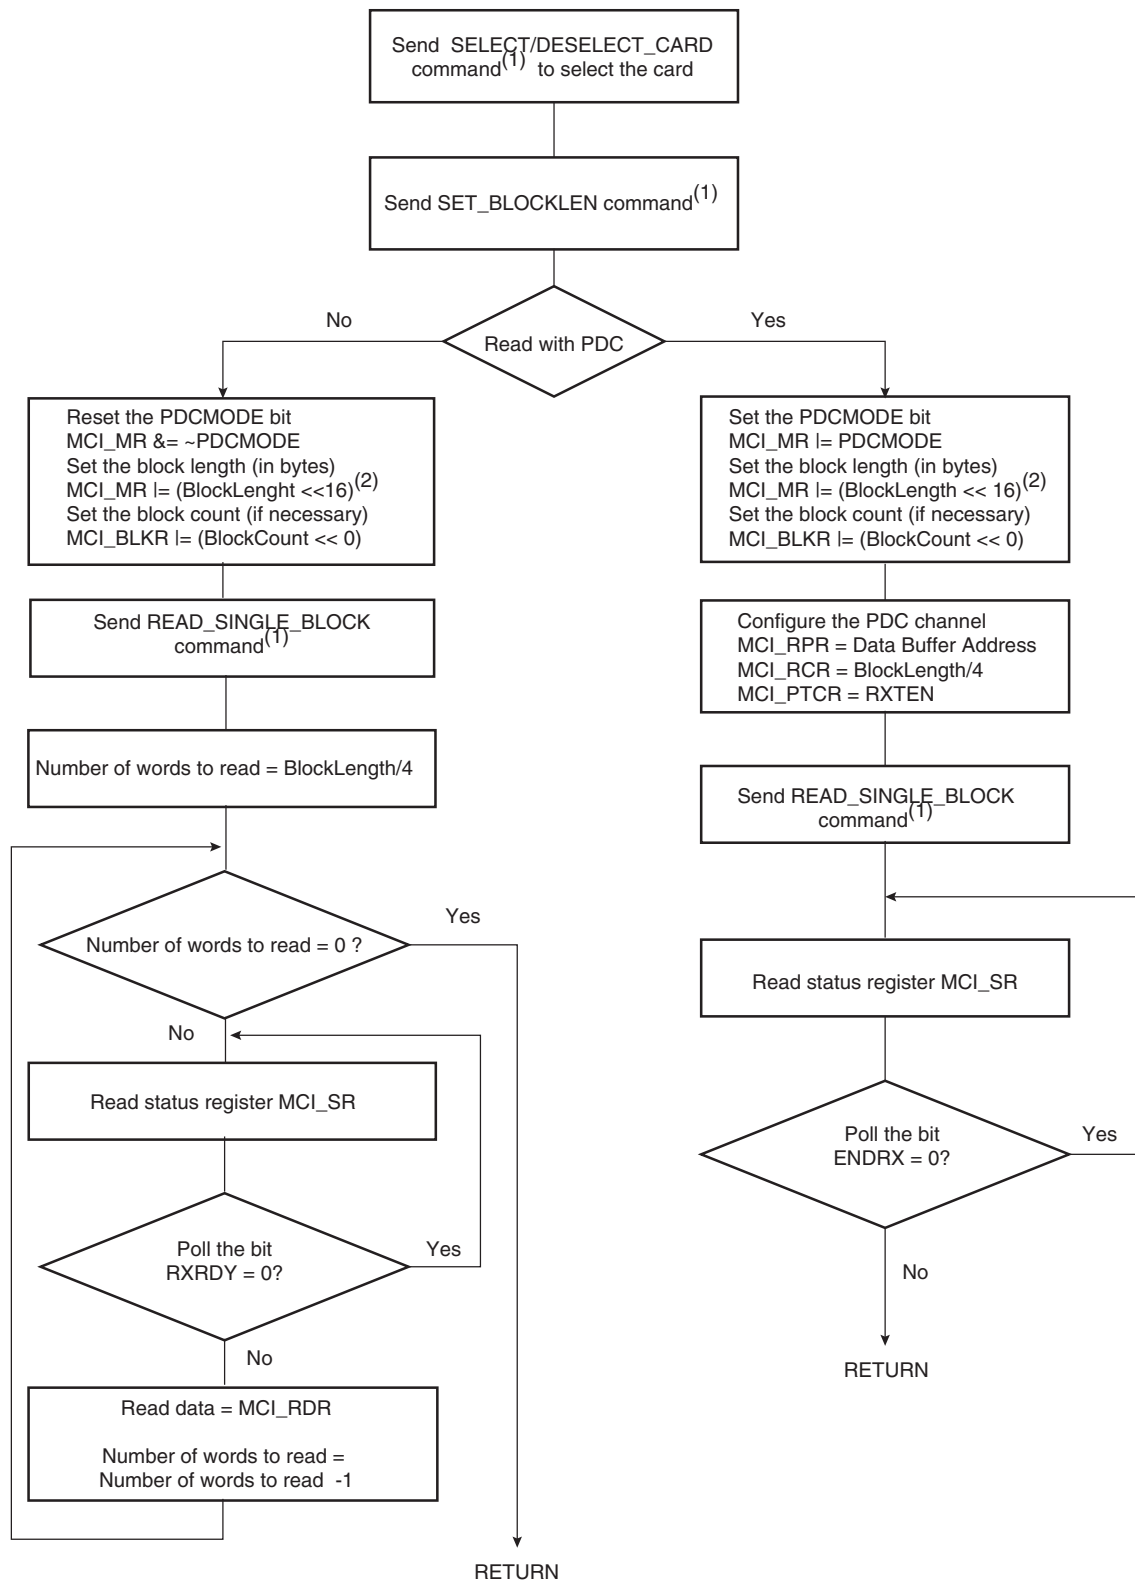 Send SELECT/DESELECT_CARD
command(1) to select the card
Send SET_BLOCKLEN command(1)
No
Yes
Read with PDC
Reset the PDCMODE bit
MCI_MR &= ~PDCMODE
Set the block length (in bytes)
MCI_MR |= (BlockLenght <<16)(2)
Set the block count (if necessary)
MCI_BLKR |= (BlockCount << 0)
Send READ_SINGLE_BLOCK
command(1)
Number of words to read = BlockLength/4
Number of words to read = 0 ?
Yes
No
Read status register MCI_SR
Poll the bit
RXRDY = 0?
Yes
No
Read data = MCI_RDR
Number of words to read =
Number of words to read -1
RETURN
Set the PDCMODE bit
MCI_MR |= PDCMODE
Set the block length (in bytes)
MCI_MR |= (BlockLength << 16)(2)
Set the block count (if necessary)
MCI_BLKR |= (BlockCount << 0)
Configure the PDC channel
MCI_RPR = Data Buffer Address
MCI_RCR = BlockLength/4
MCI_PTCR = RXTEN
Send READ_SINGLE_BLOCK
command(1)
Read status register MCI_SR
Poll the bit
ENDRX = 0?
Yes
No
RETURN